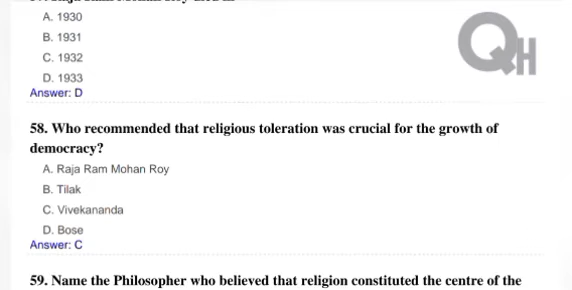 A. 1930
B. 1931
C. 1932
D. 1933
Answer: D
QH
58. Who recommended that religious toleration was crucial for the growth of
democracy?
A. Raja Ram Mohan Roy
B. Tilak
C. Vivekananda
D. Bose
Answer: C
59. Name the Philosopher who believed that religion constituted the centre of the